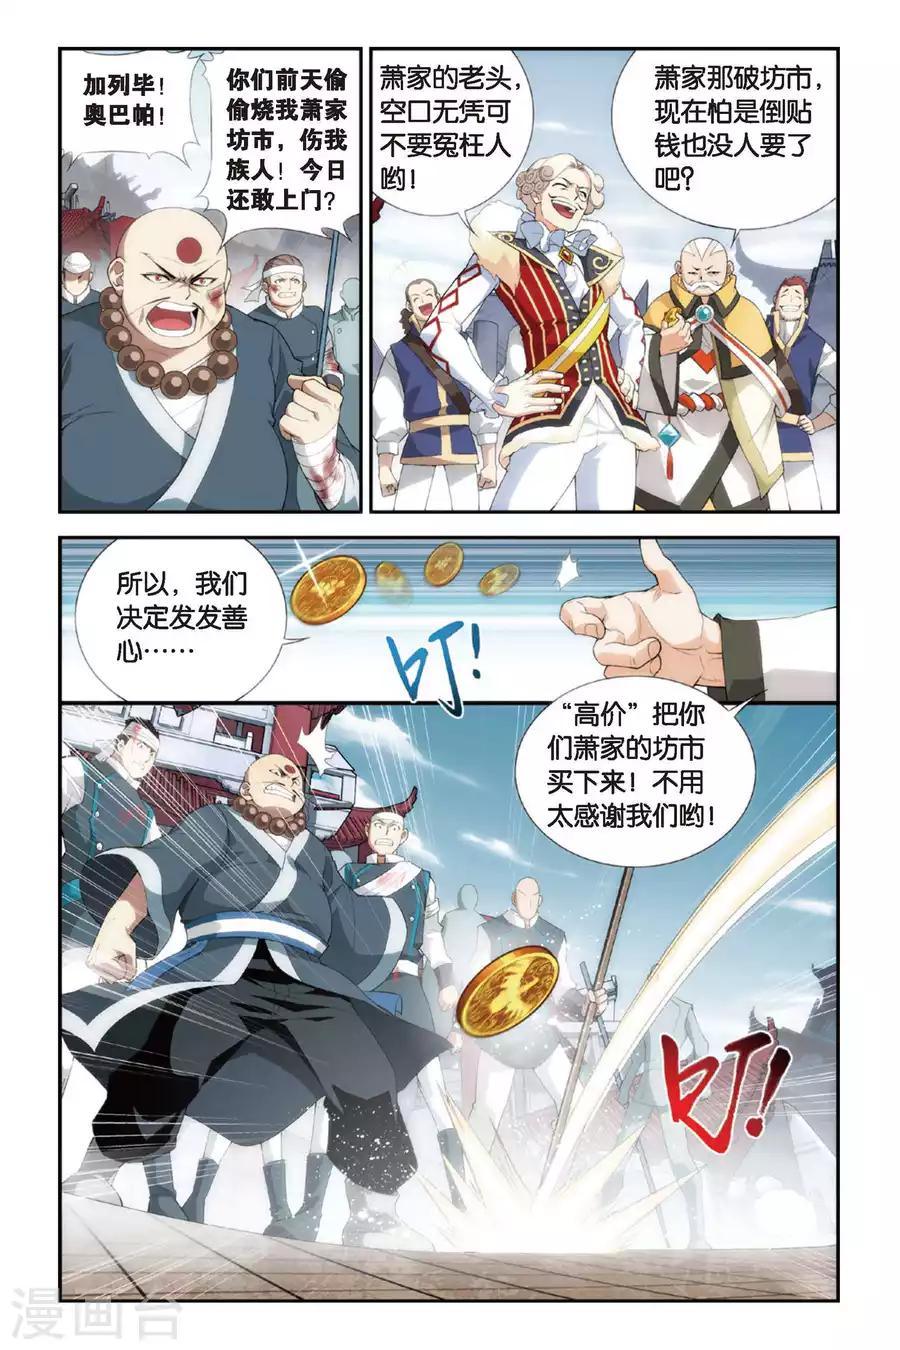 加列毕！
奥巴帕！
你们前天偷
偷烧我萧家
坊市，伤我
族人！今日
还敢上门？
萧家的老头，
空口无凭可
不要冤枉人
哟！
萧家那破坊市，
现在怕是倒贴
钱也没人要了
吧？
所以，我们
决定发发善
心……
叮！
“高价”把你
们萧家的坊市
买下来！不用
太感谢我们哟！
叮！
漫画台